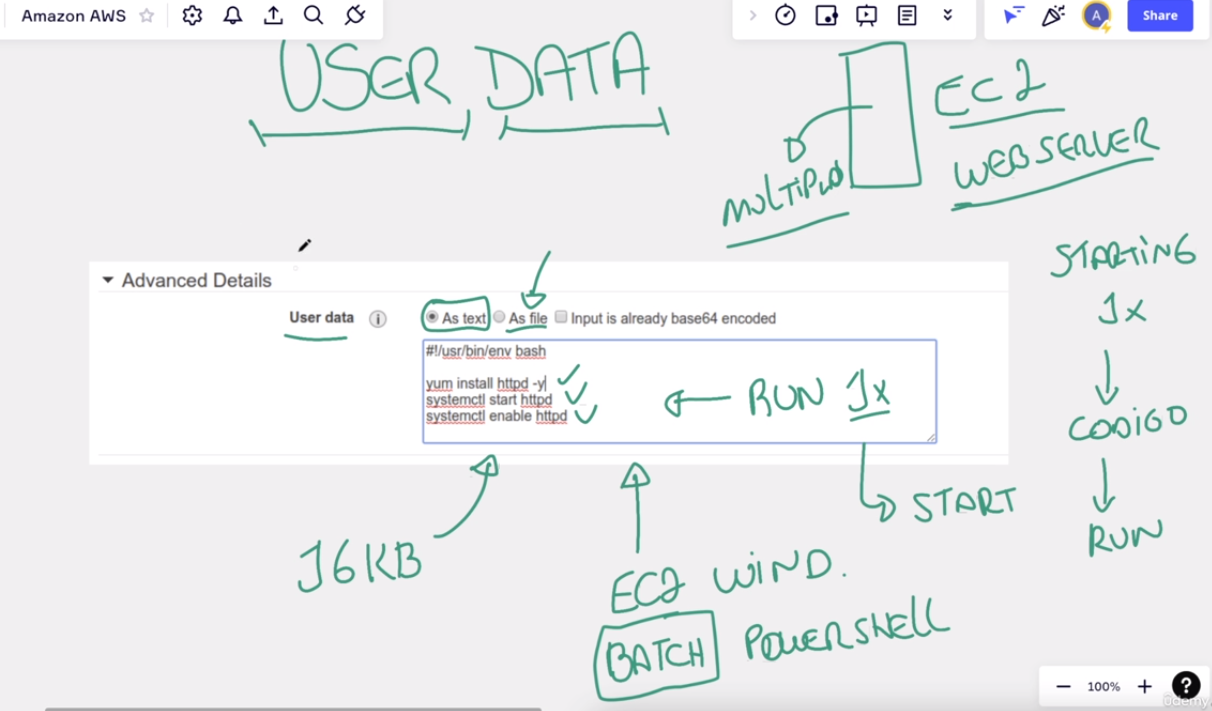 Amazon AWS
A
Share
USER DATA
EC2
WEBSERVER
MULTIPLO
STARTING
1x
CODIGO
RUN
Advanced Details
User data
As text As file Input is already base64 encoded
#!/usr/bin/env bash
yum install httpd -y
systemctl start httpd
systemctl enable httpd
RUN 1x
START
16KB
EC2 WIND.
BATCH POWERSHELL
100%
?
ûdemy